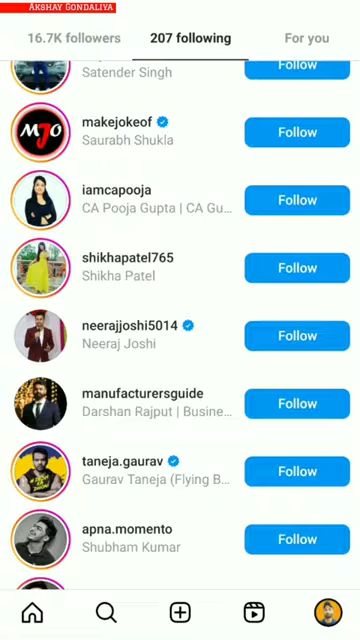 AKSHAY GONDALIYA
16.7K followers
207 following
For you
Satender Singh
Follow
MJO
makejokeof
Saurabh Shukla
Follow
iamcapooja
CA Pooja Gupta | CA Gu...
Follow
shikhapatel765
Shikha Patel
Follow
neerajjoshi5014
Neeraj Joshi
Follow
manufacturersguide
Darshan Rajput | Busine...
Follow
taneja.gaurav
Gaurav Taneja (Flying B...
Follow
apna.momento
Shubham Kumar
Follow